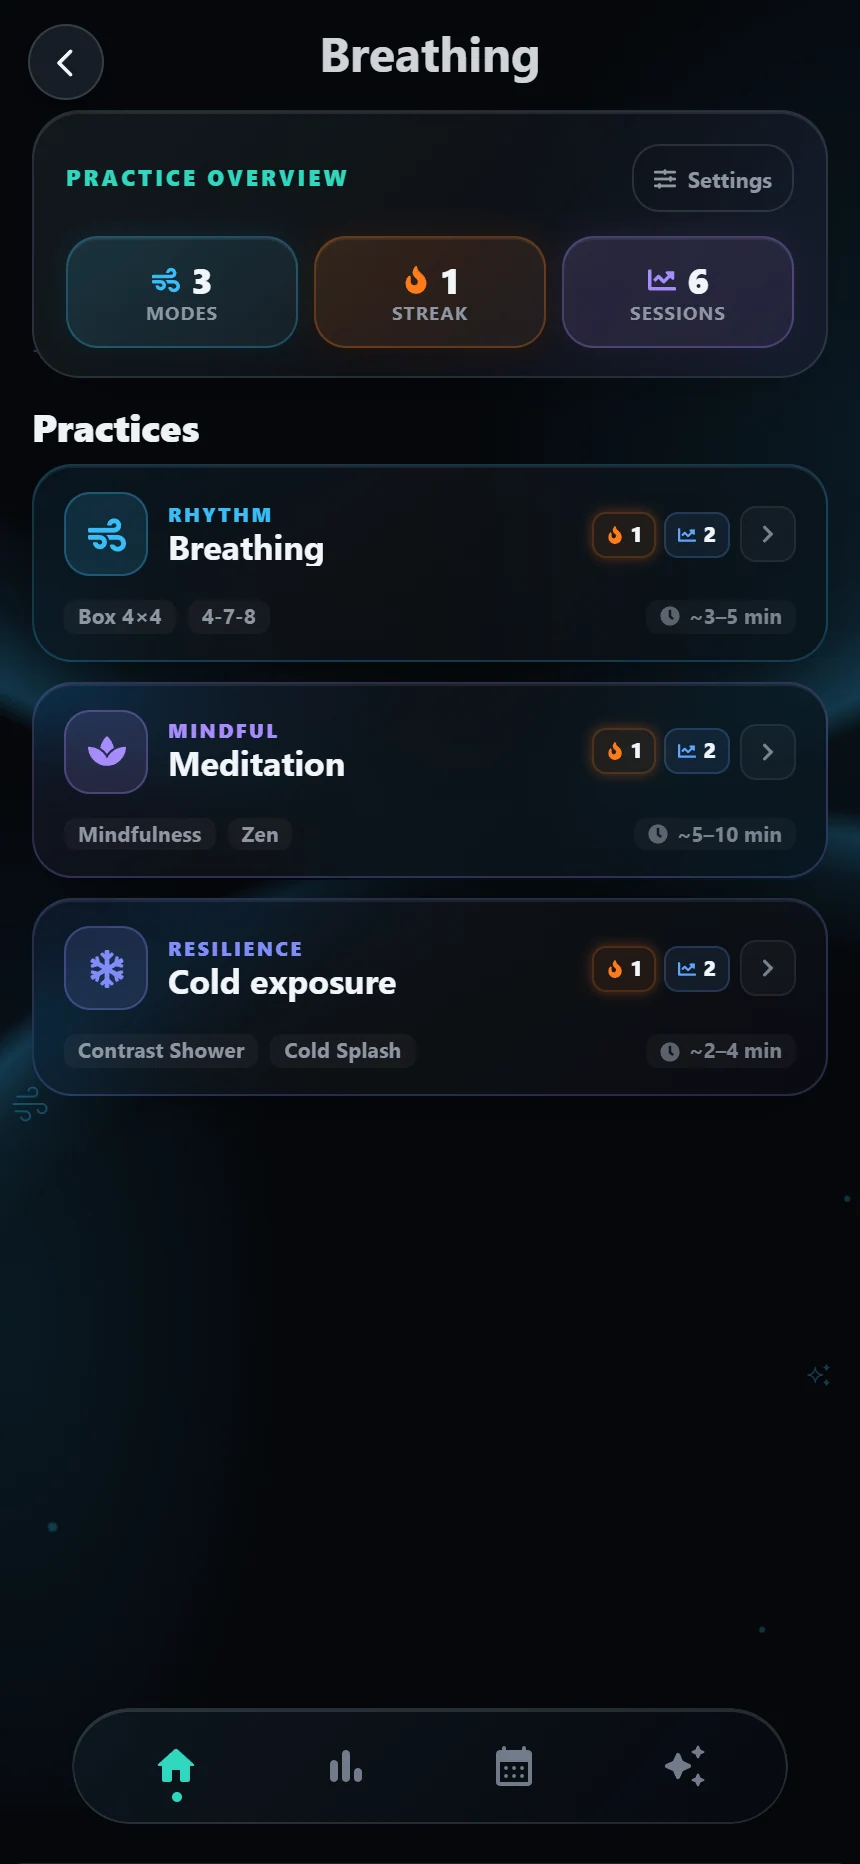 Breathing
PRACTICE OVERVIEW
Settings
3
MODES
1
STREAK
6
SESSIONS
Practices
RHYTHM
Breathing
1
2
Box 4×4
4-7-8
~3–5 min
MINDFUL
Meditation
1
2
Mindfulness
Zen
~5–10 min
RESILIENCE
Cold exposure
1
2
Contrast Shower
Cold Splash
~2–4 min